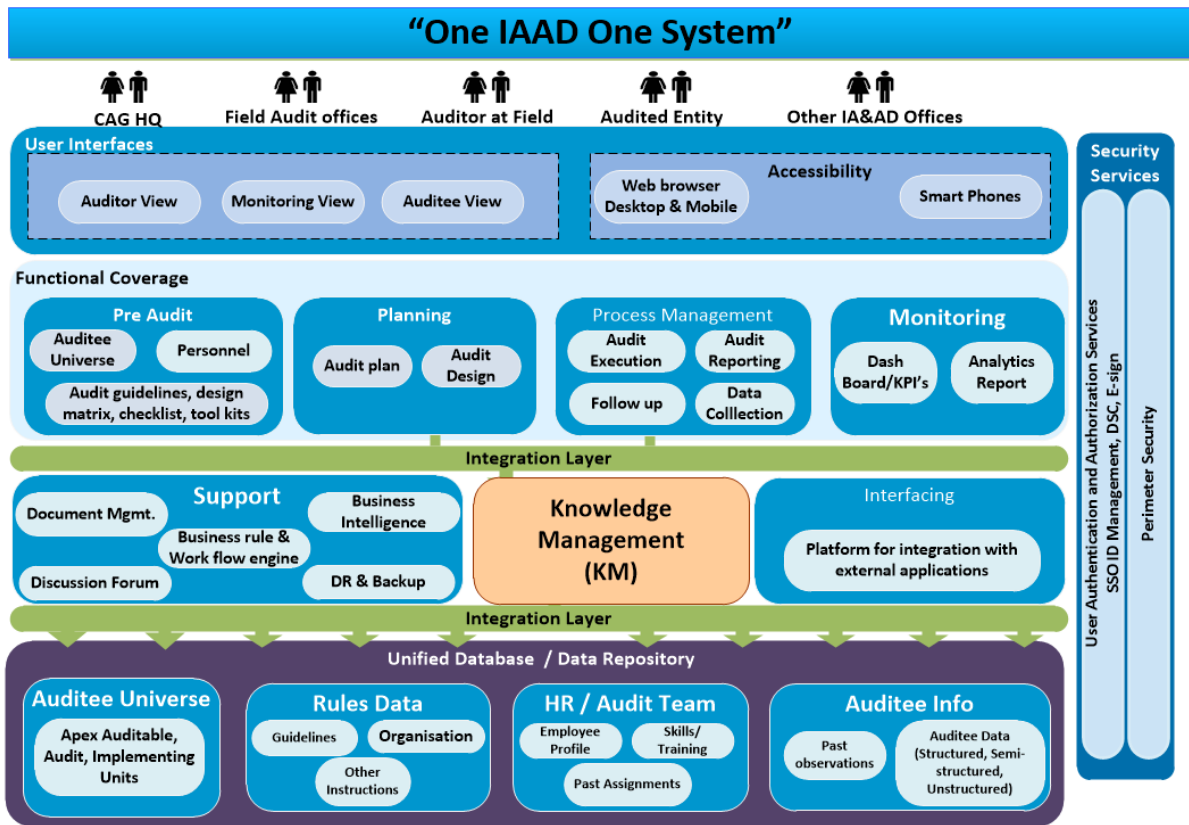 “One IAAD One System”
CAG HQ
Field Audit offices
Auditor at Field
Audited Entity
Other IA&AD Offices
User Interfaces
Auditor View
Monitoring View
Auditee View
Accessibility
Web browser
Desktop & Mobile
Smart Phones
Security
Services
User Authentication and Authorization Services
SSO ID Management, DSC, E-sign
Perimeter Security
Functional Coverage
Pre Audit
Auditee
Universe
Personnel
Audit guidelines, design
matrix, checklist, tool kits
Planning
Audit plan
Audit
Design
Process Management
Audit
Execution
Audit
Reporting
Follow up
Data
Colllection
Monitoring
Dash
Board/KPI's
Analytics
Report
Integration Layer
Support
Document Mgmt.
Business
Intelligence
Business rule &
Work flow engine
Discussion Forum
DR & Backup
Knowledge
Management
(KM)
Interfacing
Platform for integration with
external applications
Integration Layer
Unified Database / Data Repository
Auditee Universe
Apex Auditable,
Audit, Implementing
Units
Rules Data
Guidelines
Organisation
Other
Instructions
HR / Audit Team
Employee
Profile
Skills/
Training
Past Assignments
Auditee Info
Past
observations
Auditee Data
(Structured, Semi-
structured,
Unstructured)